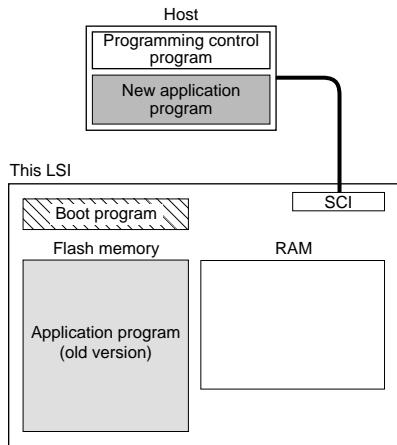 Host
Programming control
program
New application
program
This LSI
SCI
Boot program
Flash memory
RAM
Application program
(old version)